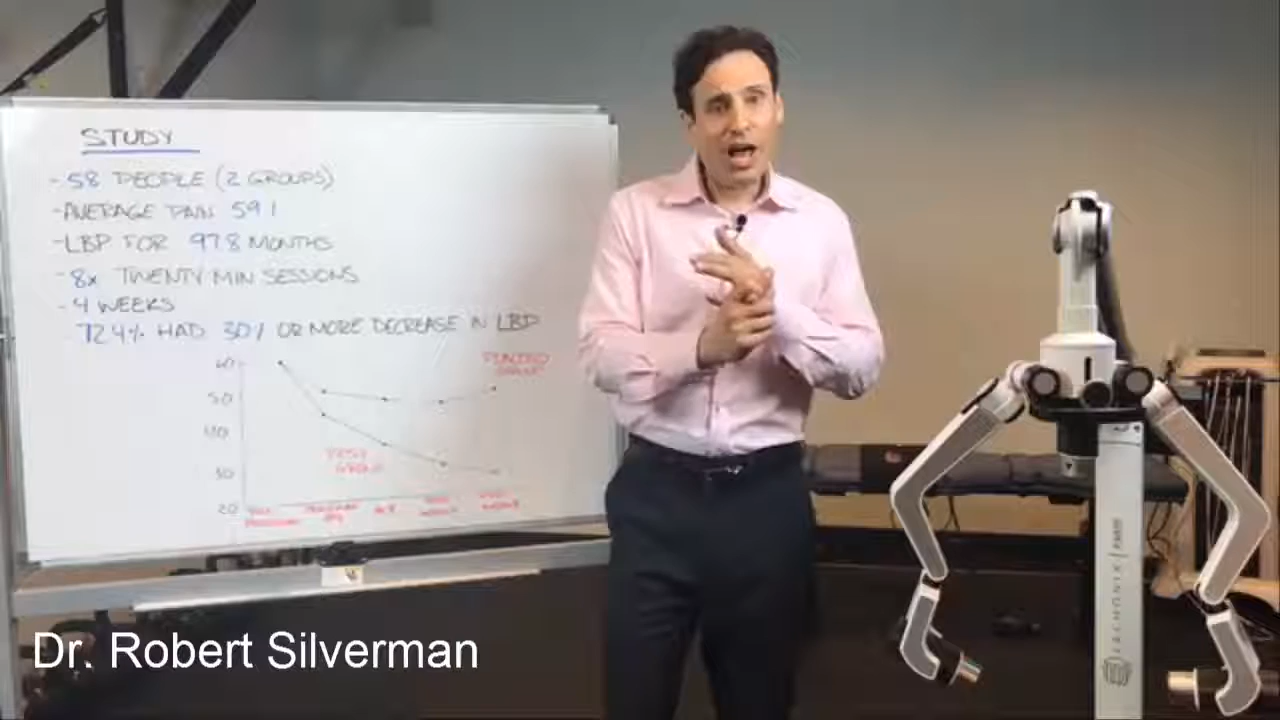 STUDY
- 58 PEOPLE (2 GROUPS)
- AVERAGE PAIN 59 1
- LBP FOR 97 8 MONTHS
- 8x TWENTY MIN SESSIONS
- 4 WEEKS
72 4% HAD 30% OR MORE DECREASE IN LBP
60
PLACEBO
GROUP
50
40
TEST
GROUP
30
20
Dr. Robert Silverman